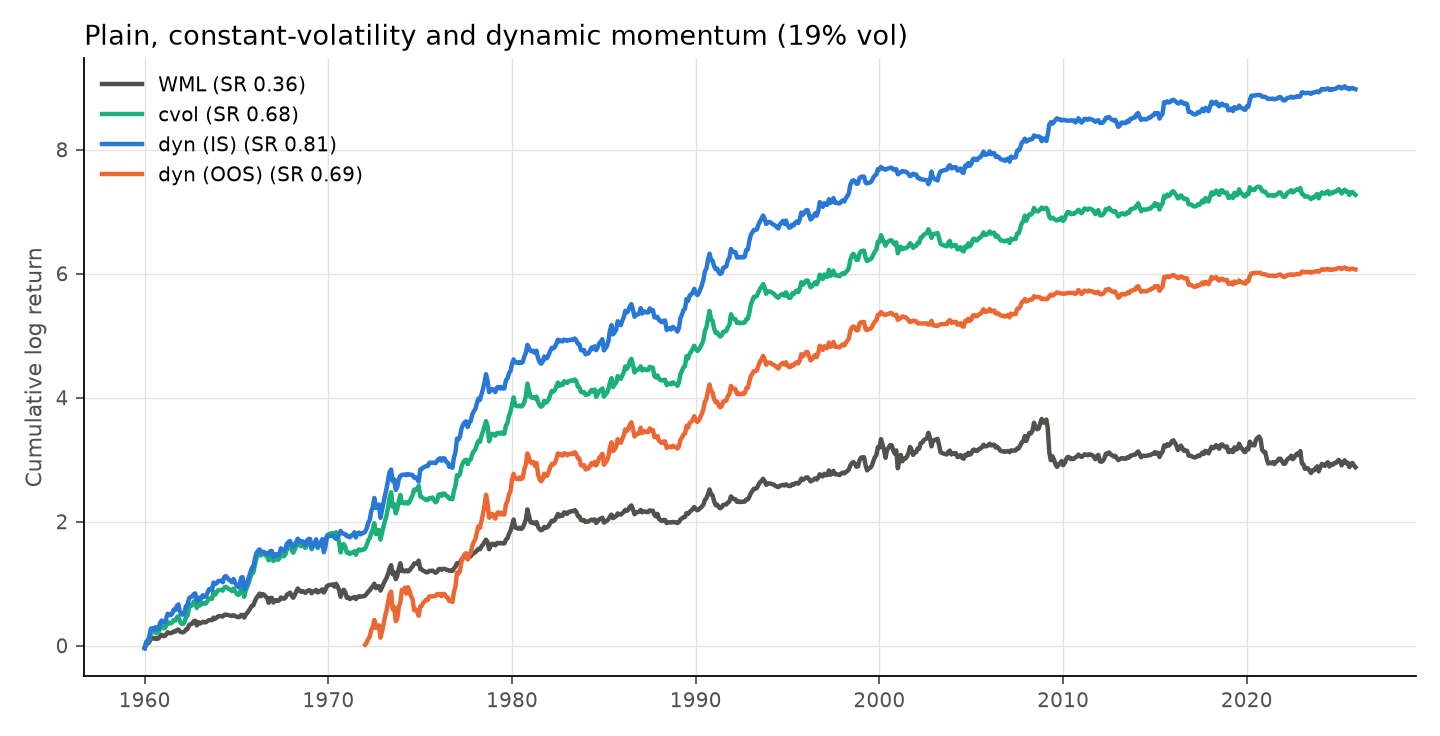 Plain, constant-volatility and dynamic momentum (19% vol)
WML (SR 0.36)
cvol (SR 0.68)
dyn (IS) (SR 0.81)
dyn (OOS) (SR 0.69)
Cumulative log return
8
6
4
2
0
1960 1970 1980 1990 2000 2010 2020